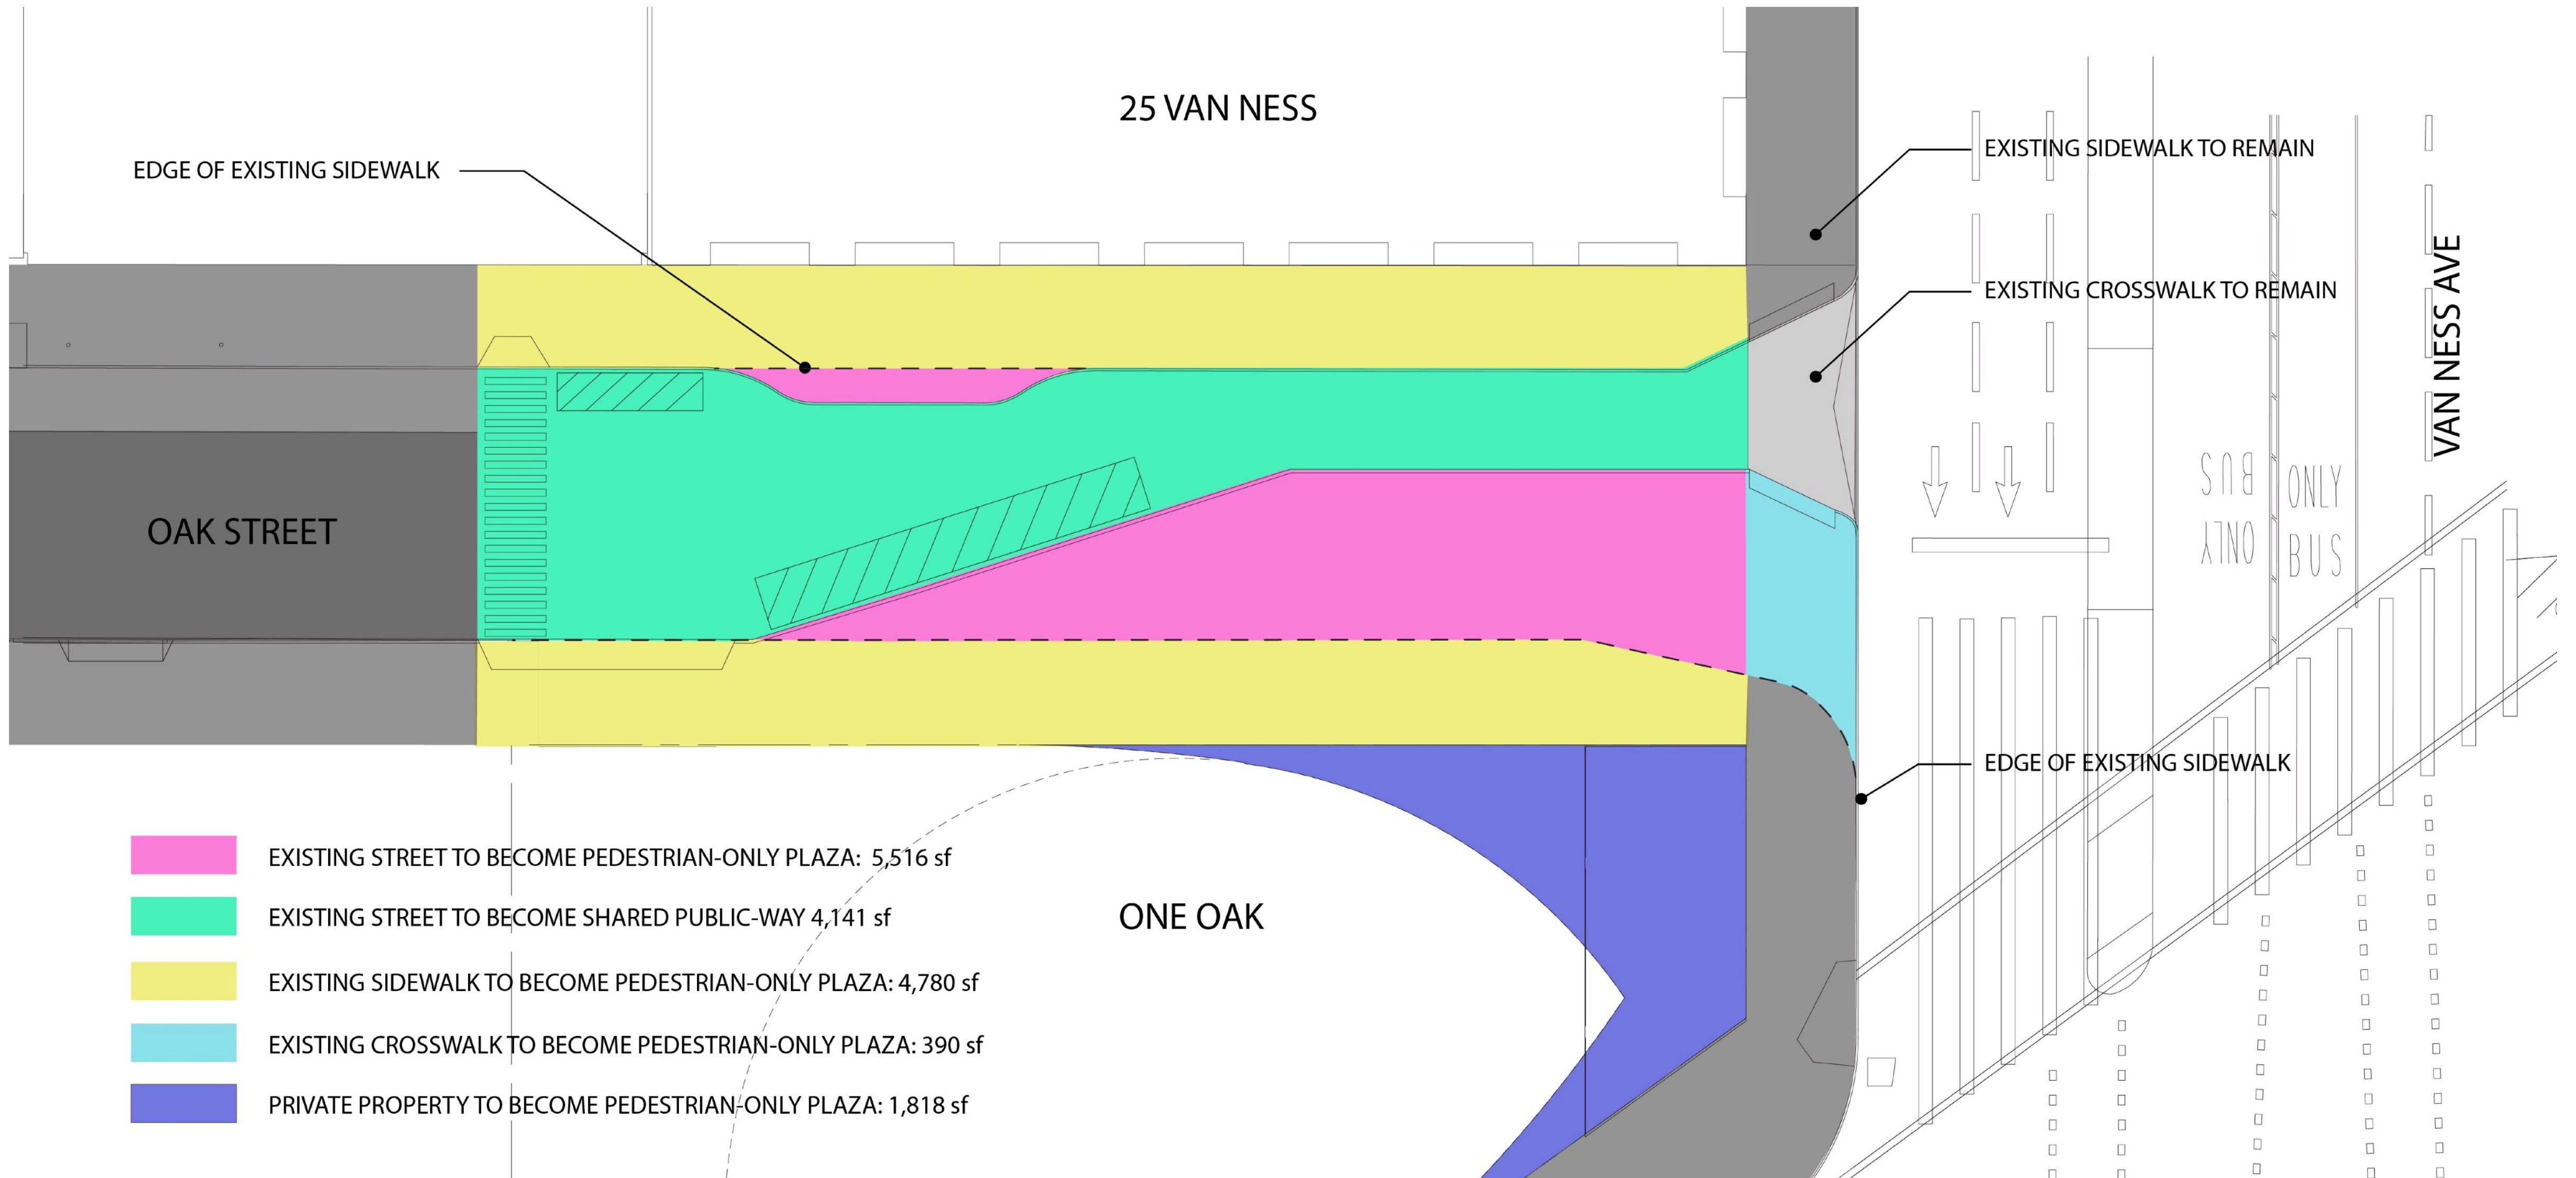 25 VAN NESS
EDGE OF EXISTING SIDEWALK
EXISTING SIDEWALK TO REMAIN
EXISTING CROSSWALK TO REMAIN
VAN NESS AVE
OAK STREET
BUS
ONLY
ONLY
BUS
EDGE OF EXISTING SIDEWALK
ONE OAK
EXISTING STREET TO BECOME PEDESTRIAN-ONLY PLAZA: 5,516 sf
EXISTING STREET TO BECOME SHARED PUBLIC-WAY 4,141 sf
EXISTING SIDEWALK TO BECOME PEDESTRIAN-ONLY PLAZA: 4,780 sf
EXISTING CROSSWALK TO BECOME PEDESTRIAN-ONLY PLAZA: 390 sf
PRIVATE PROPERTY TO BECOME PEDESTRIAN-ONLY PLAZA: 1,818 sf